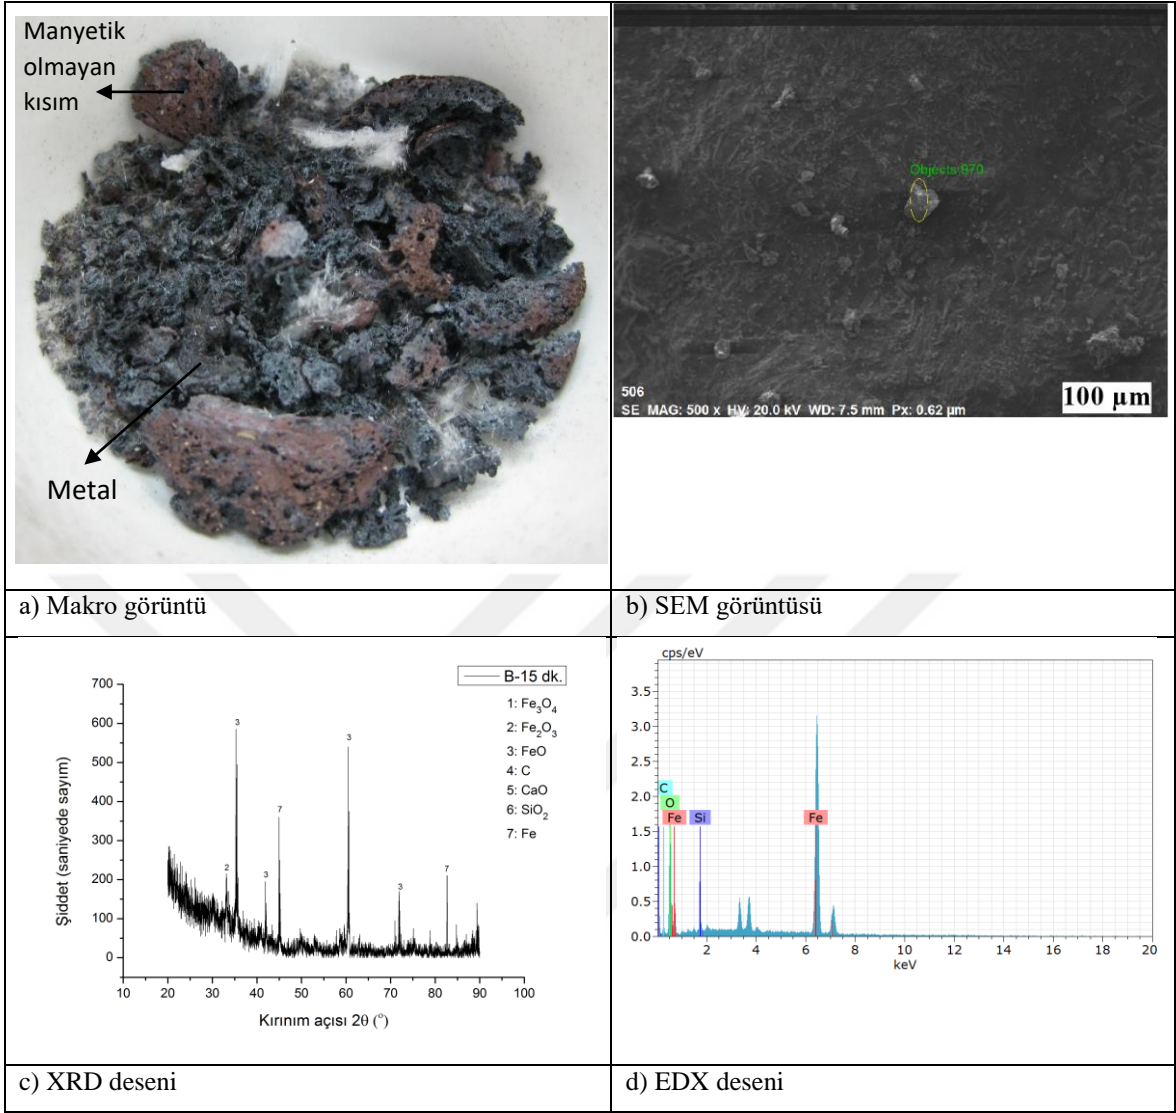 Manyetik
olmayan
kısım
Metal
Objects 970
506
SE MAG: 500 x HV: 20.0 kV WD: 7.5 mm Px: 0.62 µm
100 µm
a) Makro görüntü
b) SEM görüntüsü
700
600
500
400
300
200
100
0
10 20 30 40 50 60 70 80 90 100
Şiddet (saniyede sayım)
Kırınım açısı 2θ (°)
B-15 dk.
1: Fe₃O₄
2: Fe₂O₃
3: FeO
4: C
5: CaO
6: SiO₂
7: Fe
2
3
3
7
3
3
7
cps/eV
3.5
3.0
2.5
2.0
1.5
1.0
0.5
0.0
C
O
Fe Si Fe
2 4 6 8 10 12 14 16 18 20
keV
c) XRD deseni
d) EDX deseni